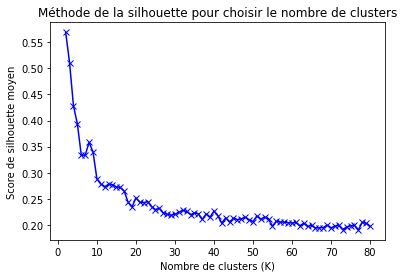 Méthode de la silhouette pour choisir le nombre de clusters
Score de silhouette moyen
0.55
0.50
0.45
0.40
0.35
0.30
0.25
0.20
0 10 20 30 40 50 60 70 80
Nombre de clusters (K)